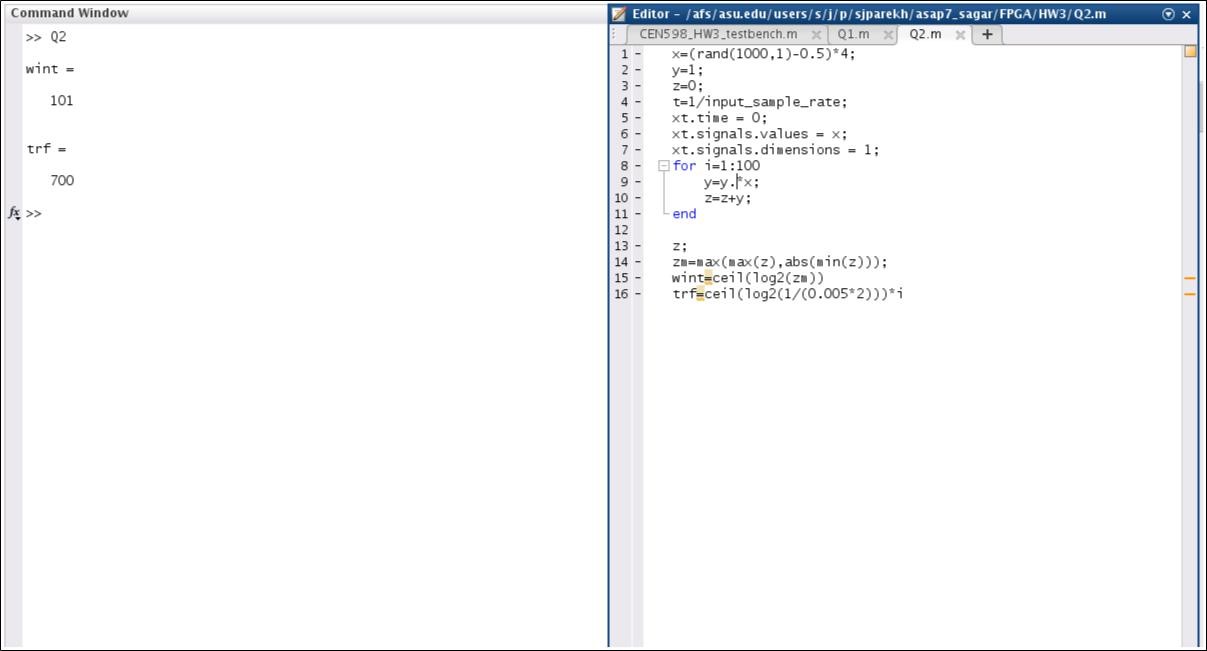 Command Window
>> Q2
wint =
101
trf =
700
fx >>
Editor - /afs/asu.edu/users/s/j/p/sjparekh/asap7_sagar/FPGA/HW3/Q2.m
CEN598_HW3_testbench.m Q1.m Q2.m +
1 - x=(rand(1000,1)-0.5)*4;
2 - y=1;
3 - z=0;
4 - t=1/input_sample_rate;
5 - xt.time = 0;
6 - xt.signals.values = x;
7 - xt.signals.dimensions = 1;
8 - for i=1:100
9 - y=y.*x;
10 - z=z+y;
11 - end
12
13 - z;
14 - zm=max(max(z),abs(min(z)));
15 - wint=ceil(log2(zm))
16 - trf=ceil(log2(1/(0.005*2)))*i